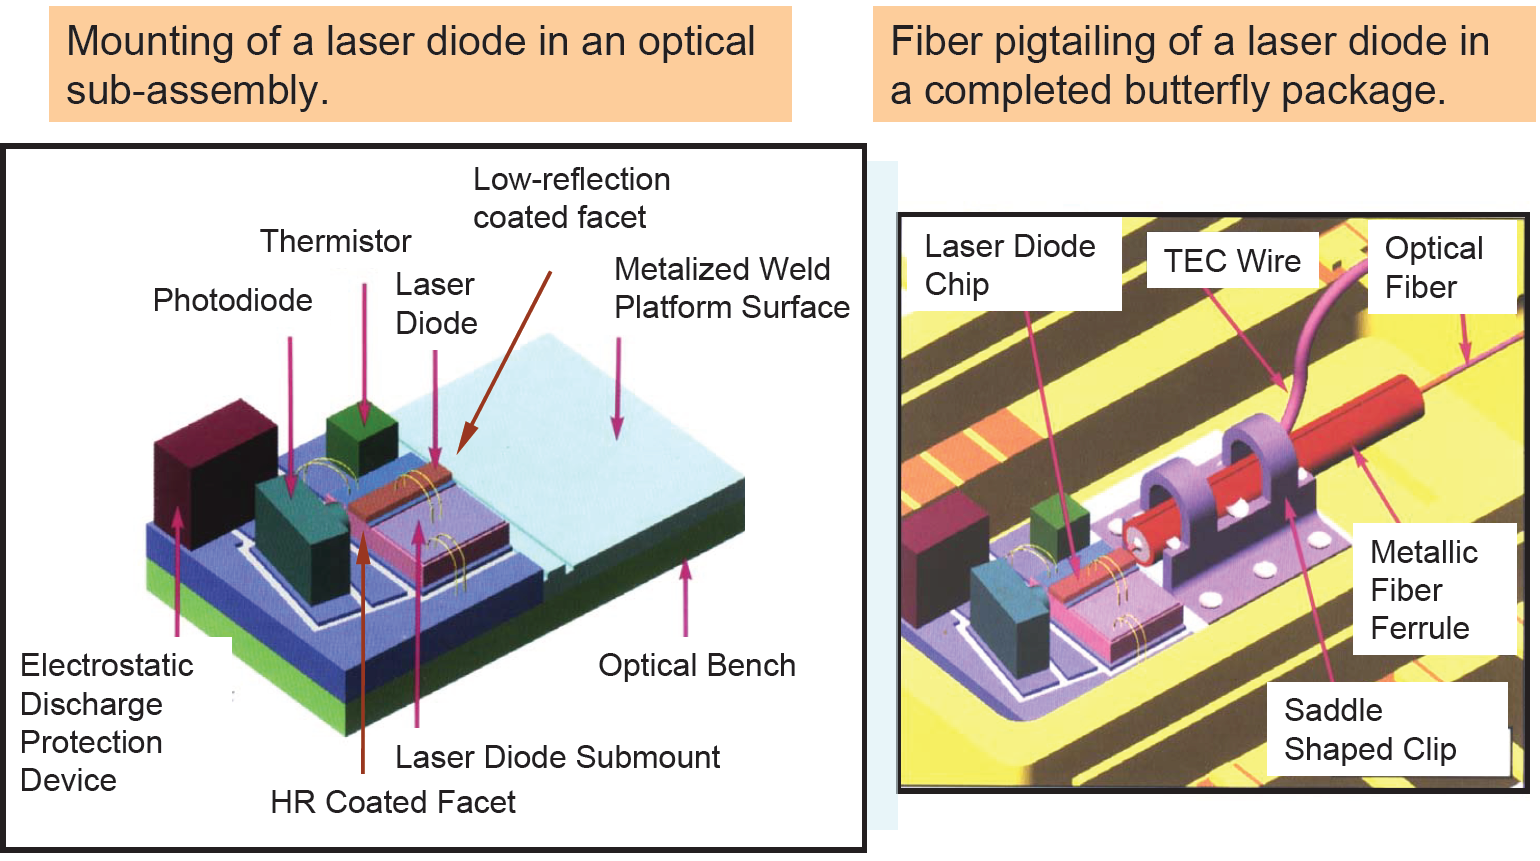 Mounting of a laser diode in an optical
sub-assembly.
Fiber pigtailing of a laser diode in
a completed butterfly package.
Low-reflection
coated facet
Thermistor
Laser
Diode
Metalized Weld
Platform Surface
Photodiode
Electrostatic
Discharge
Protection
Device
Optical Bench
Laser Diode Submount
HR Coated Facet
Laser Diode
Chip
TEC Wire
Optical
Fiber
Metallic
Fiber
Ferrule
Saddle
Shaped Clip